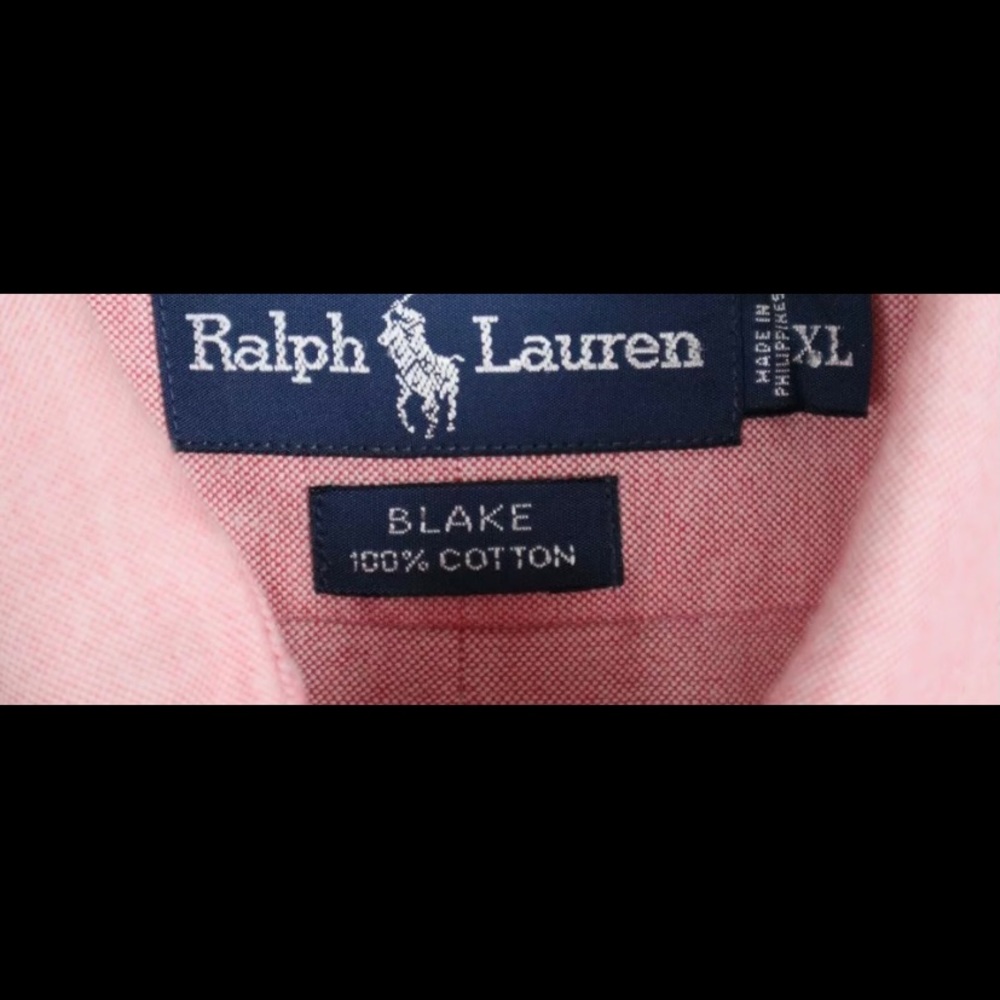 Ralph Lauren
MADE IN
PHILIPPINES
XL
BLAKE
100% COTTON